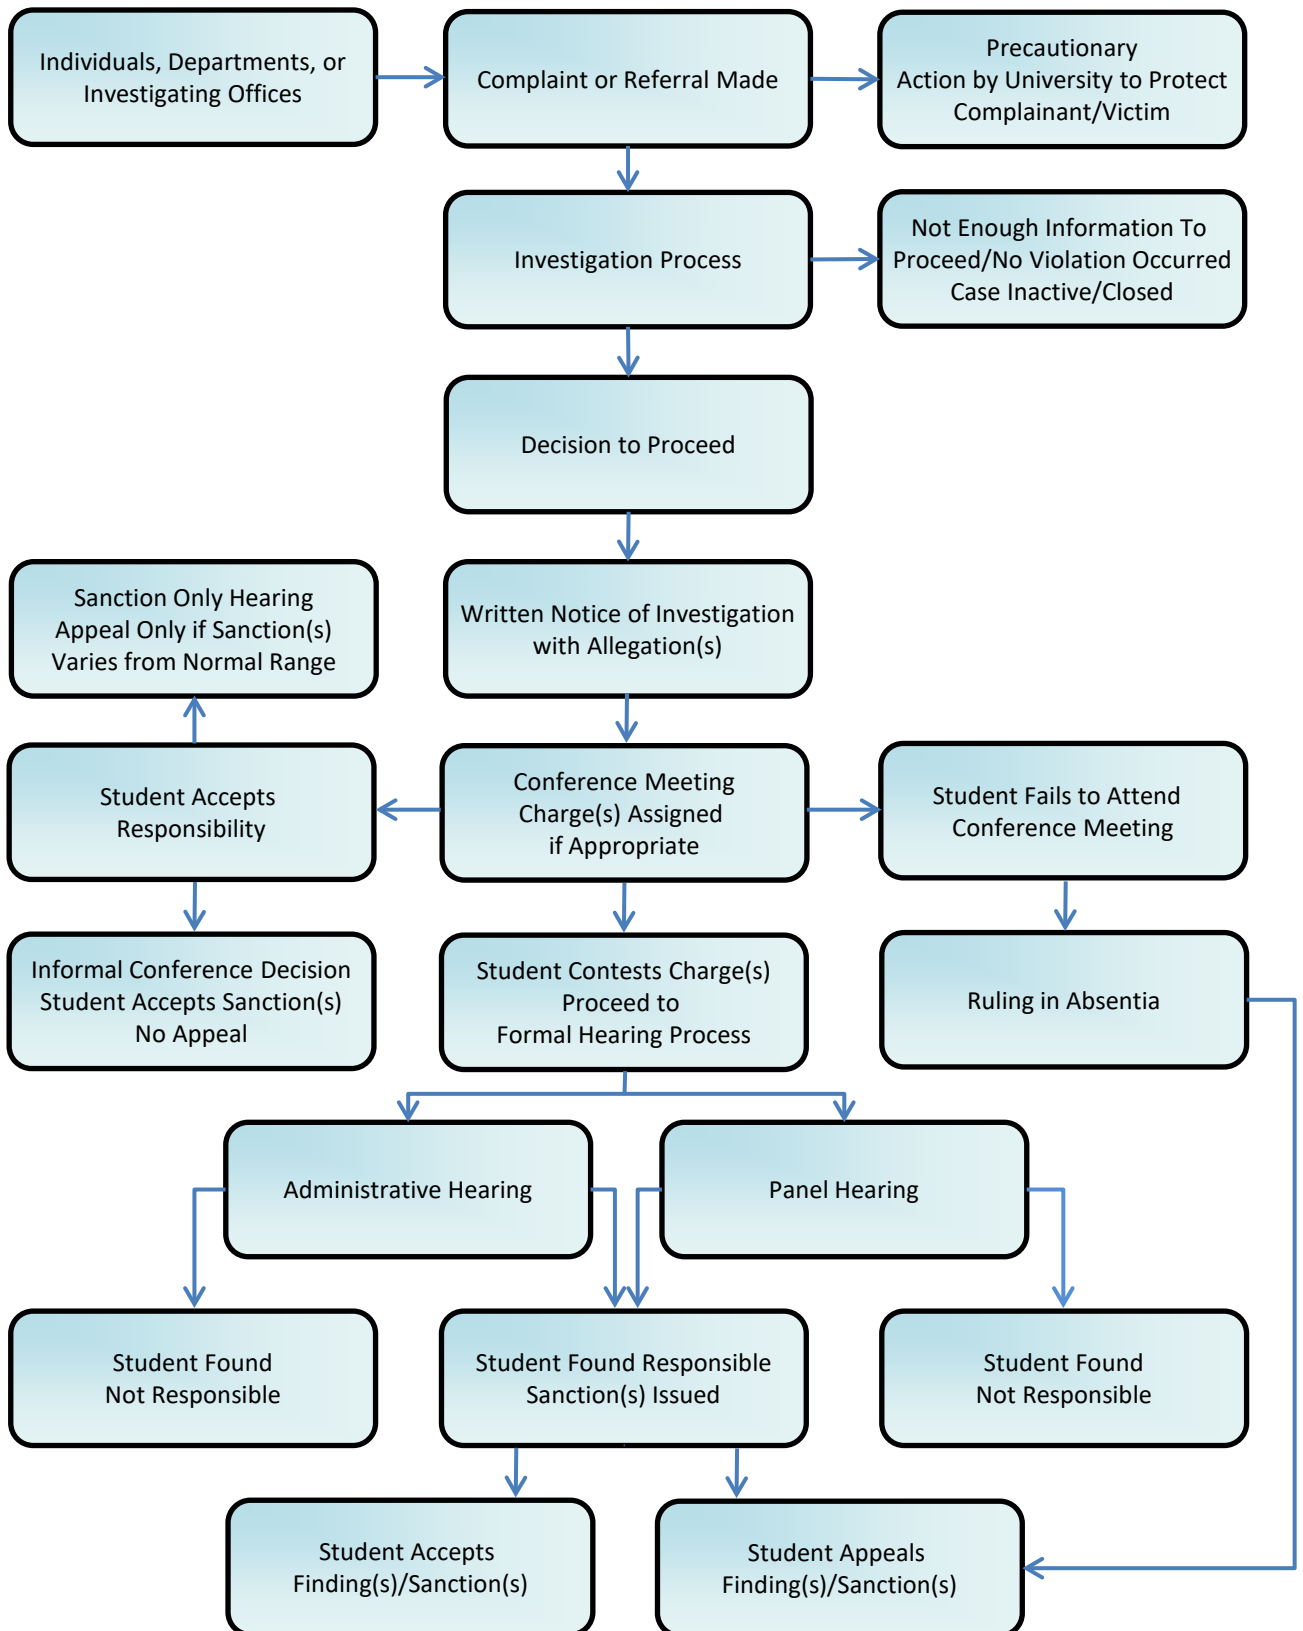 Individuals, Departments, or
Investigating Offices
Complaint or Referral Made
Precautionary
Action by University to Protect
Complainant/Victim
Investigation Process
Not Enough Information To
Proceed/No Violation Occurred
Case Inactive/Closed
Decision to Proceed
Sanction Only Hearing
Appeal Only if Sanction(s)
Varies from Normal Range
Written Notice of Investigation
with Allegation(s)
Student Accepts
Responsibility
Conference Meeting
Charge(s) Assigned
if Appropriate
Student Fails to Attend
Conference Meeting
Informal Conference Decision
Student Accepts Sanction(s)
No Appeal
Student Contests Charge(s)
Proceed to
Formal Hearing Process
Ruling in Absentia
Administrative Hearing
Panel Hearing
Student Found
Not Responsible
Student Found Responsible
Sanction(s) Issued
Student Found
Not Responsible
Student Accepts
Finding(s)/Sanction(s)
Student Appeals
Finding(s)/Sanction(s)